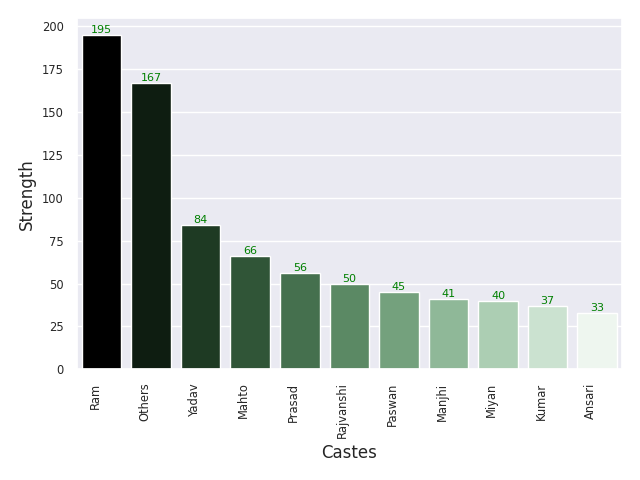 200
175
150
125
100
75
50
25
0
Strength
195
167
84
66
56
50
45
41
40
37
33
Ram
Others
Yadav
Mahto
Prasad
Rajvanshi
Paswan
Manjhi
Miyan
Kumar
Ansari
Castes